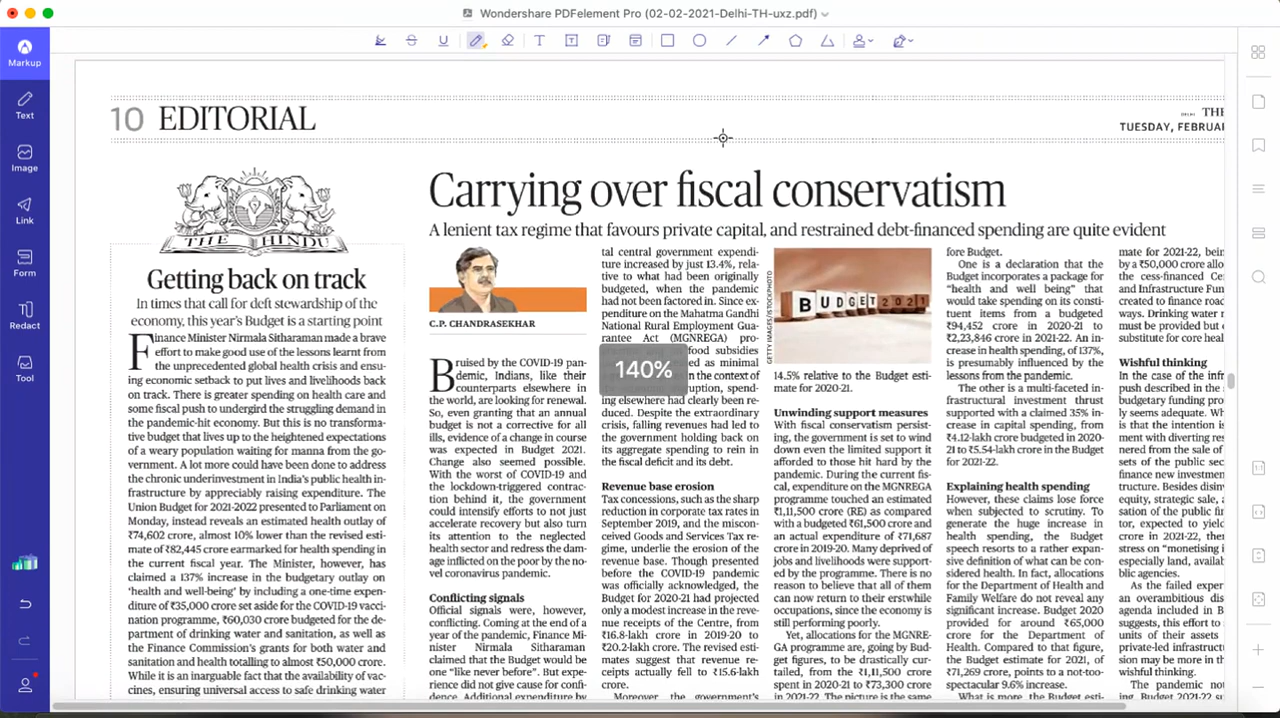 Wondershare PDFelement Pro (02-02-2021-Delhi-TH-uxz.pdf)
Markup
Text
Image
Link
Form
Redact
Tool
10 EDITORIAL
DELHI THE
TUESDAY, FEBRUAR
THE HINDU
Getting back on track
In times that call for deft stewardship of the
economy, this year's Budget is a starting point
Finance Minister Nirmala Sitharaman made a brave
effort to make good use of the lessons learnt from
the unprecedented global health crisis and ensu-
ing economic setback to put lives and livelihoods back
on track. There is greater spending on health care and
some fiscal push to undergird the struggling demand in
the pandemic-hit economy. But this is no transforma-
tive budget that lives up to the heightened expectations
of a weary population waiting for manna from the go-
vernment. A lot more could have been done to address
the chronic underinvestment in India's public health in-
frastructure by appreciably raising expenditure. The
Union Budget for 2021-2022 presented to Parliament on
Monday, instead reveals an estimated health outlay of
₹74,602 crore, almost 10% lower than the revised esti-
mate of ₹82,445 crore earmarked for health spending in
the current fiscal year. The Minister, however, has
claimed a 137% increase in the budgetary outlay on
'health and well-being' by including a one-time expen-
diture of ₹35,000 crore set aside for the COVID-19 vacci-
nation programme, ₹60,030 crore budgeted for the de-
partment of drinking water and sanitation, as well as
the Finance Commission's grants for both water and
sanitation and health totalling to almost ₹50,000 crore.
While it is an inarguable fact that the availability of vac-
cines, ensuring universal access to safe drinking water
Carrying over fiscal conservatism
A lenient tax regime that favours private capital, and restrained debt-financed spending are quite evident
C.P. CHANDRASEKHAR
Bruised by the COVID-19 pan-
demic, Indians, like their
counterparts elsewhere in
the world, are looking for renewal.
So, even granting that an annual
budget is not a corrective for all
ills, evidence of a change in course
was expected in Budget 2021.
Change also seemed possible.
With the worst of COVID-19 and
the lockdown-triggered contrac-
tion behind it, the government
could intensify efforts to not just
accelerate recovery but also turn
its attention to the neglected
health sector and redress the dam-
age inflicted on the poor by the no-
vel coronavirus pandemic.
Conflicting signals
Official signals were, however,
conflicting. Coming at the end of a
year of the pandemic, Finance Mi-
nister Nirmala Sitharaman
claimed that the Budget would be
one "like never before". But expe-
rience did not give cause for confi-
dence. Additional expenditure by
tal central government expendi-
ture increased by just 13.4%, rela-
tive to what had been originally
budgeted, when the pandemic
had not been factored in. Since ex-
penditure on the Mahatma Gandhi
National Rural Employment Gua-
rantee Act (MGNREGA) pro-
food subsidies
ed as minimal
n the context of
ption, spend-
ing elsewhere had clearly been re-
duced. Despite the extraordinary
crisis, falling revenues had led to
the government holding back on
its aggregate spending to rein in
the fiscal deficit and its debt.
140%
Revenue base erosion
Tax concessions, such as the sharp
reduction in corporate tax rates in
September 2019, and the miscon-
ceived Goods and Services Tax re-
gime, underlie the erosion of the
revenue base. Though presented
before the COVID-19 pandemic
was officially acknowledged, the
Budget for 2020-21 had projected
only a modest increase in the reve-
nue receipts of the Centre, from
₹16.8-lakh crore in 2019-20 to
₹20.2-lakh crore. The revised esti-
mates suggest that revenue re-
ceipts actually fell to ₹15.6-lakh
crore.
Moreover, the government's
BUDGET 2021
GETTY IMAGES/ISTOCKPHOTO
14.5% relative to the Budget esti-
mate for 2020-21.
Unwinding support measures
With fiscal conservatism persist-
ing, the government is set to wind
down even the limited support it
afforded to those hit hard by the
pandemic. During the current fis-
cal, expenditure on the MGNREGA
programme touched an estimated
₹1,11,500 crore (RE) as compared
with a budgeted ₹61,500 crore and
an actual expenditure of ₹71,687
crore in 2019-20. Many deprived of
jobs and livelihoods were support-
ed by the programme. There is no
reason to believe that all of them
can now return to their erstwhile
occupations, since the economy is
still performing poorly.
Yet, allocations for the MGNRE-
GA programme are, going by Bud-
get figures, to be drastically cur-
tailed, from the ₹1,11,500 crore
spent in 2020-21 to ₹73,300 crore
in 2021-22. The picture is the same
fore Budget.
One is a declaration that the
Budget incorporates a package for
"health and well being" that
would take spending on its consti-
tuent items from a budgeted
₹94,452 crore in 2020-21 to
₹2,23,846 crore in 2021-22. An in-
crease in health spending, of 137%,
is presumably influenced by the
lessons from the pandemic.
The other is a multi-faceted in-
frastructural investment thrust
supported with a claimed 35% in-
crease in capital spending, from
₹4.12-lakh crore budgeted in 2020-
21 to ₹5.54-lakh crore in the Budget
for 2021-22.
Explaining health spending
However, these claims lose force
when subjected to scrutiny. To
generate the huge increase in
health spending, the Budget
speech resorts to a rather expan-
sive definition of what can be con-
sidered health. In fact, allocations
for the Department of Health and
Family Welfare do not reveal any
significant increase. Budget 2020
provided for around ₹65,000
crore for the Department of
Health. Compared to that figure,
the Budget estimate for 2021, of
₹71,269 crore, points to a not-too-
spectacular 9.6% increase.
What is more, the Budget esti-
mate for 2021-22, bein
by a ₹50,000 crore allo
the cess-financed Ce
and Infrastructure Fun
created to finance road
ways. Drinking water r
must be provided but c
substitute for core heal
Wishful thinking
In the case of the infr
push described in the
budgetary funding pro
ly seems adequate. Wh
is that the intention is
ment with diverting res
nered from the sale of
sets of the public sec
finance new investment
tructure. Besides disin
equity, strategic sale, a
sation of the public fin
tor, expected to yield
crore in 2021-22, ther
stress on "monetising i
especially land, availab
blic agencies.
As the failed exper
an overambitious dis
agenda included in B
suggests, this effort to
units of their assets
private-led infrastruct
sion may be more in th
wishful thinking.
The pandemic not